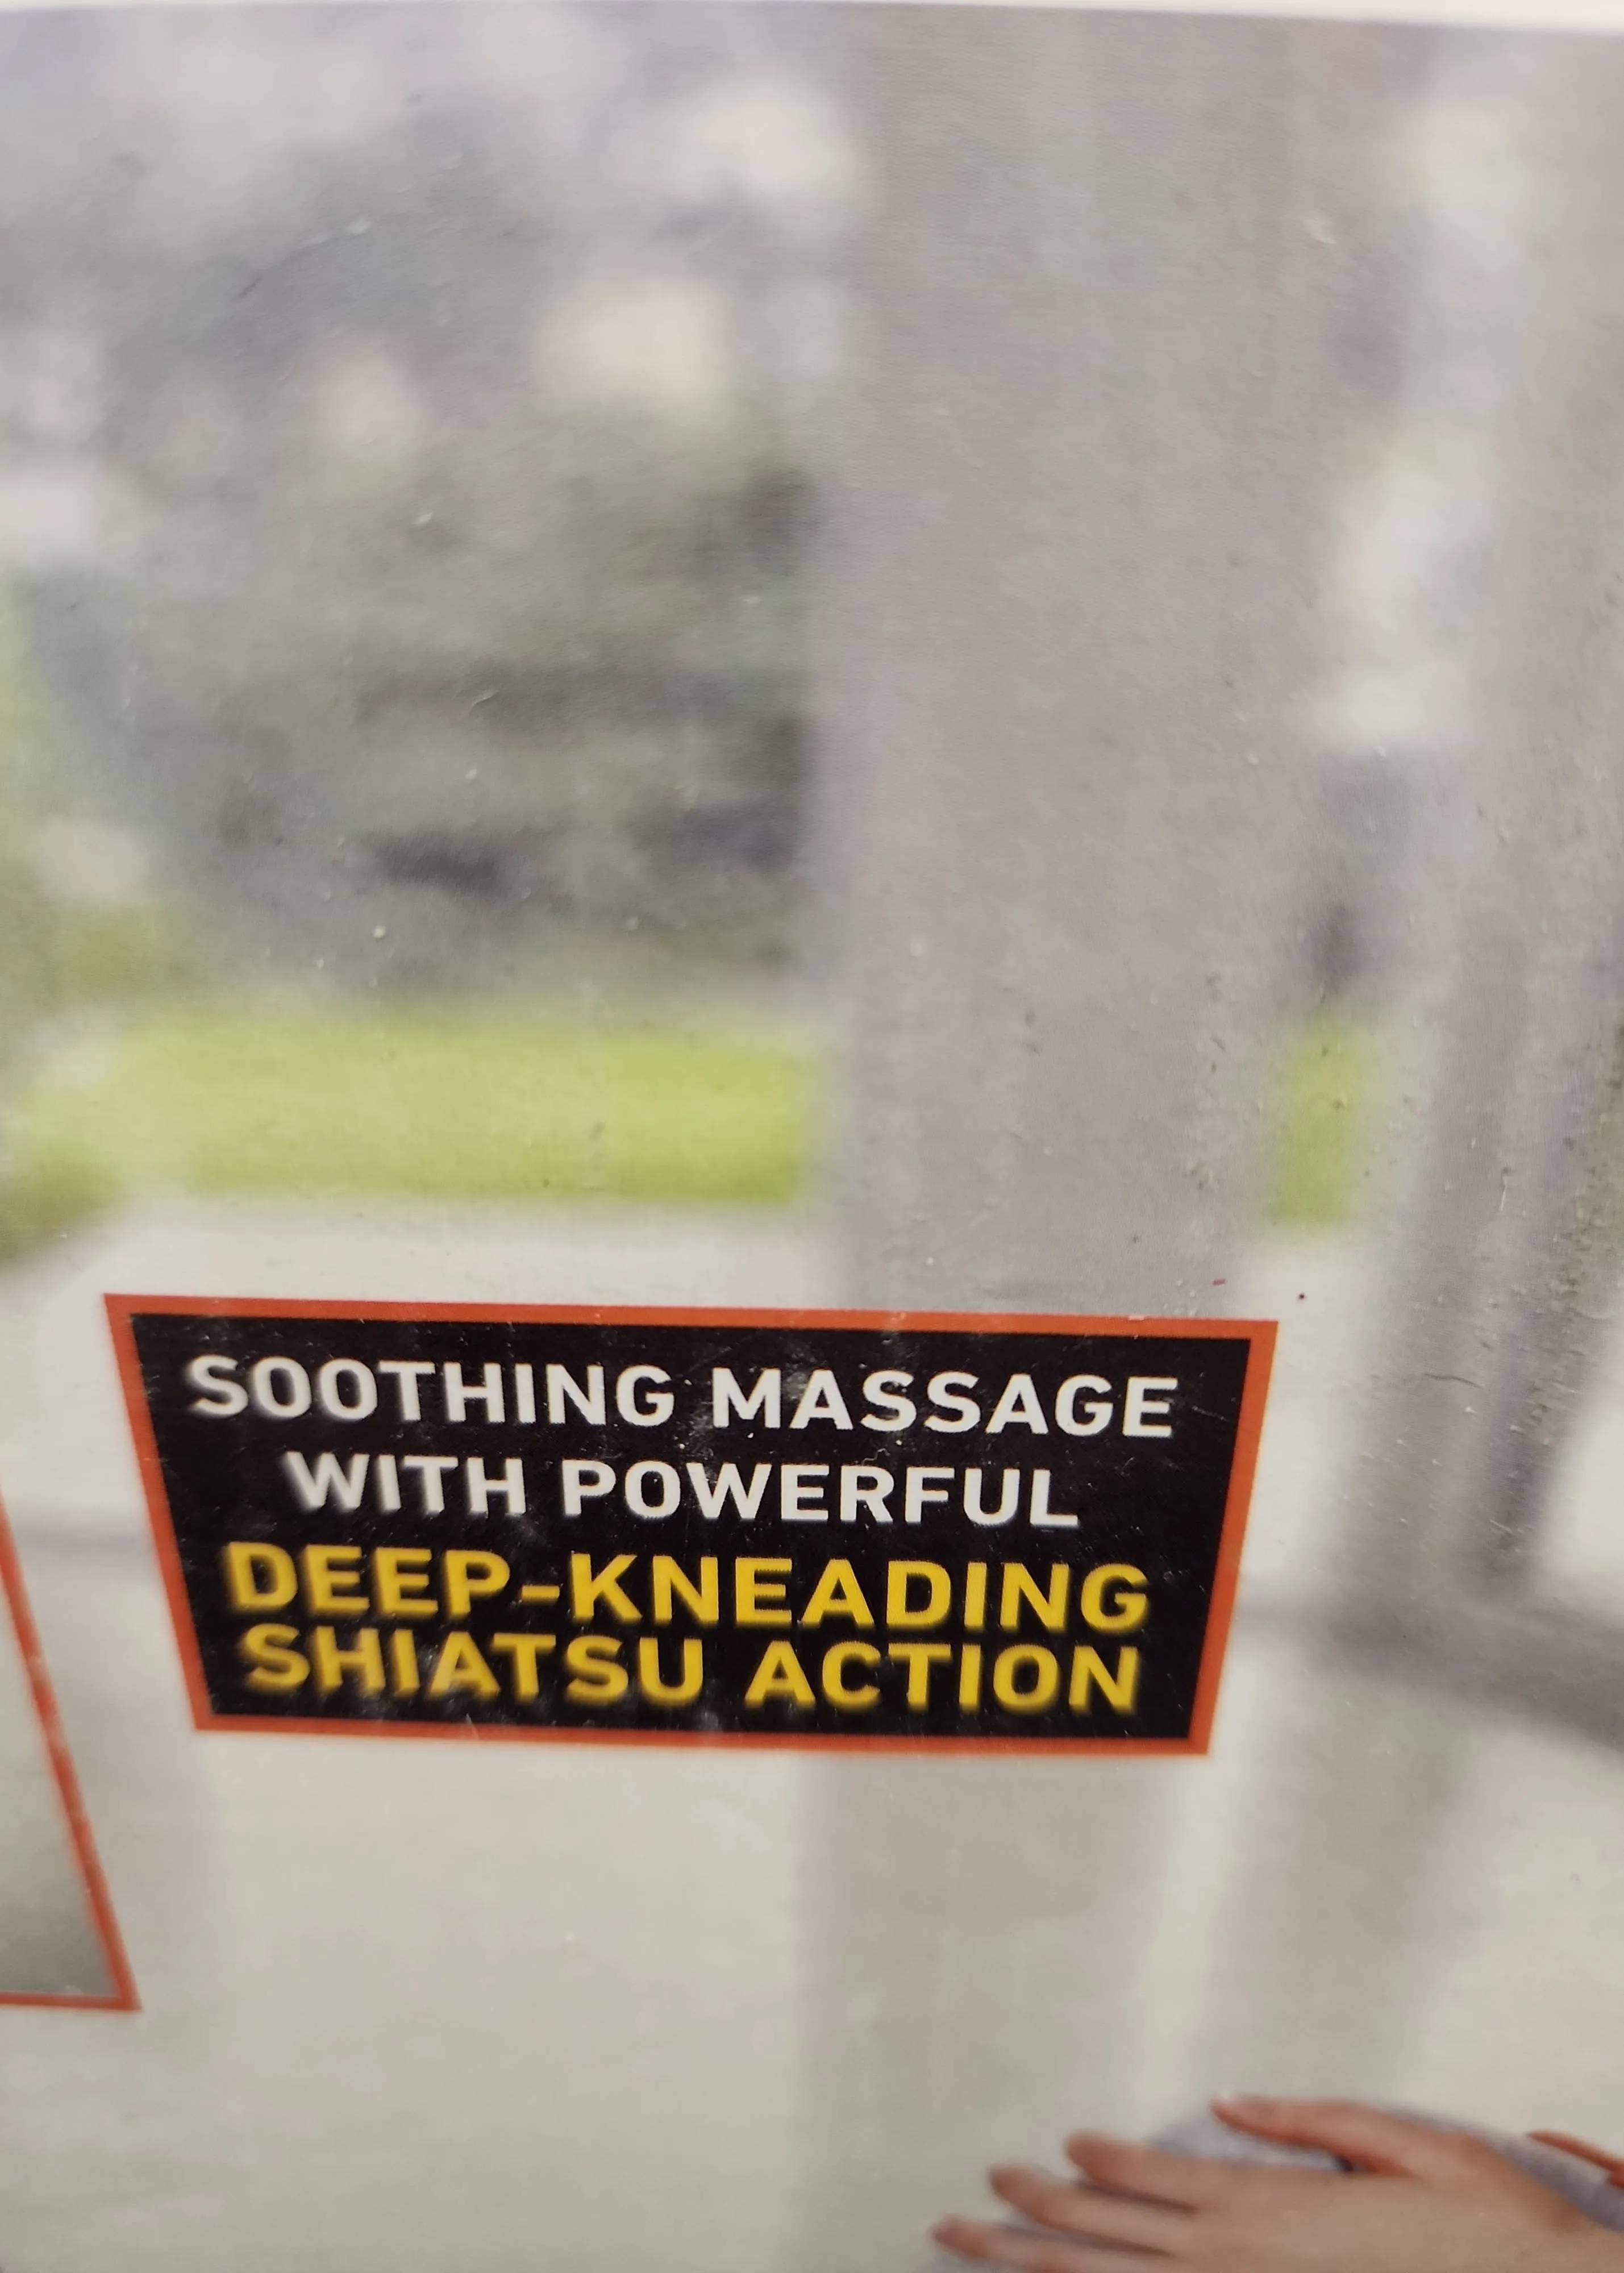 SOOTHING MASSAGE
WITH POWERFUL
DEEP-KNEADING
SHIATSU ACTION